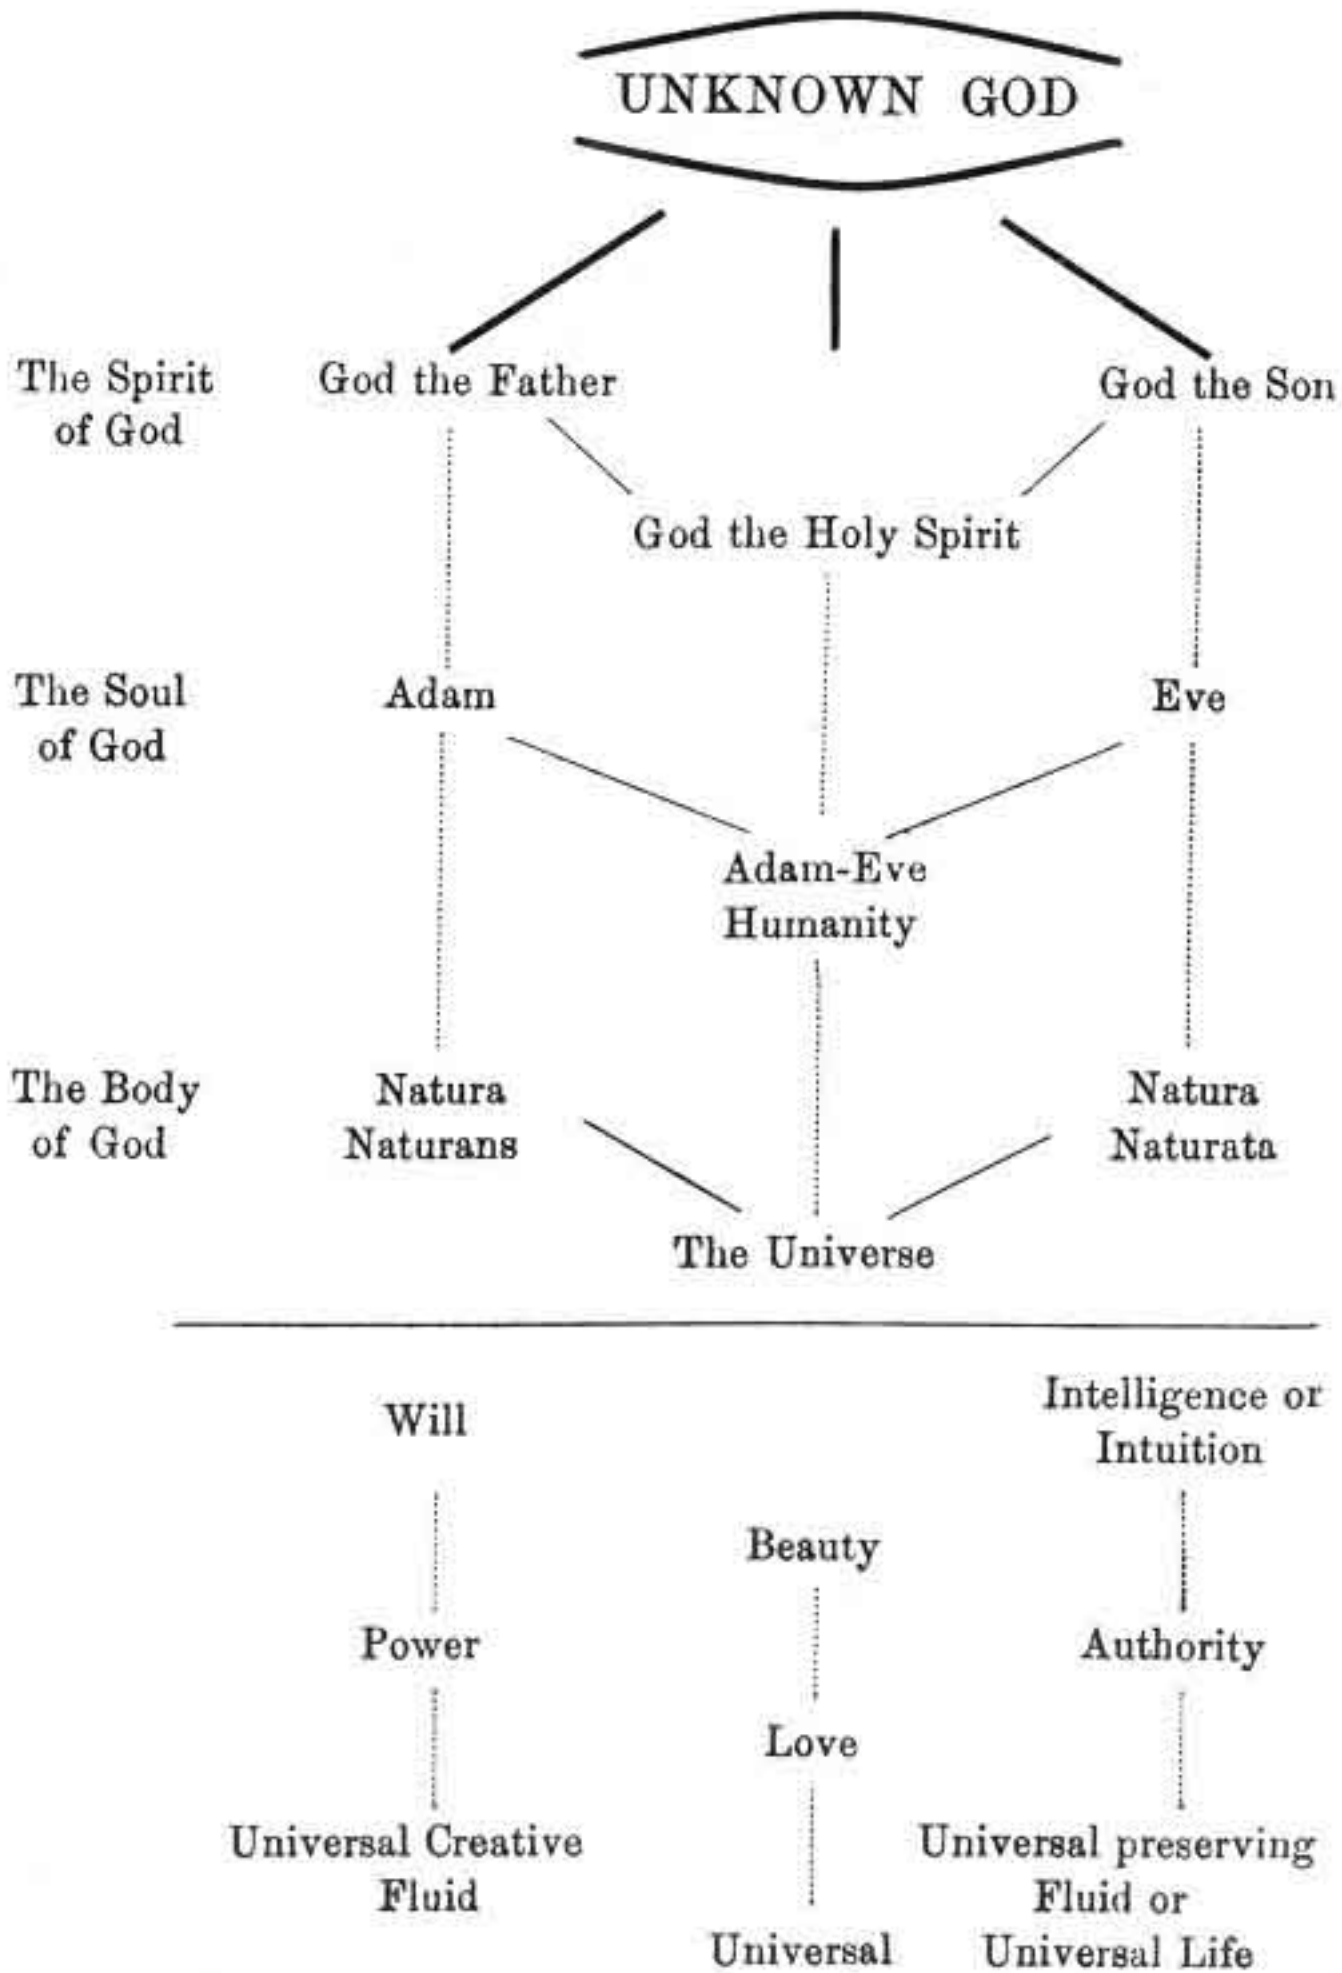 UNKNOWN GOD
The Spirit
of God
God the Father
God the Son
God the Holy Spirit
The Soul
of God
Adam
Eve
Adam-Eve
Humanity
The Body
of God
Natura
Naturans
Natura
Naturata
The Universe
Will
Intelligence or
Intuition
Beauty
Power
Authority
Love
Universal Creative
Fluid
Universal preserving
Fluid or
Universal Life
Universal